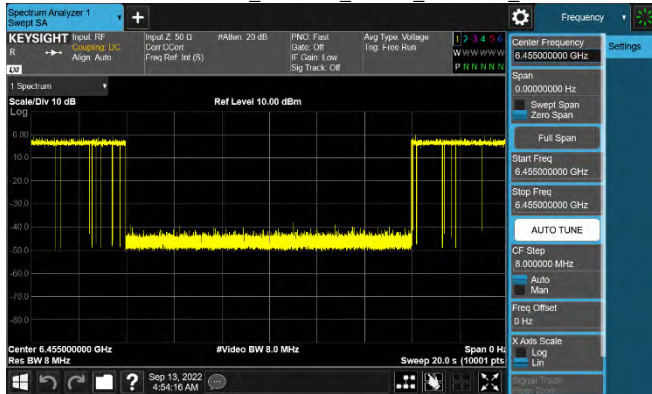 Spectrum Analyzer 1
Swept SA
+
Frequency
KEYSIGHT
R
LXI
Input: RF
Coupling: DC
Align: Auto
Input Z: 50 Ω
Corr CCorr
Freq Ref: Int (S)
#Atten: 20 dB
PNO: Fast
Gate: Off
IF Gain: Low
Sig Track: Off
Avg Type: Voltage
Trig: Free Run
1 2 3 4 5 6
W W W W W W
P N N N N N
1 Spectrum
Scale/Div 10 dB
Ref Level 10.00 dBm
Log
0.00
-10.0
-20.0
-30.0
-40.0
-50.0
-60.0
-70.0
-80.0
Center 6.455000000 GHz
#Video BW 8.0 MHz
Span 0 Hz
Res BW 8 MHz
Sweep 20.0 s (10001 pts
Center Frequency
6.455000000 GHz
Settings
Span
0.00000000 Hz
Swept Span
Zero Span
Full Span
Start Freq
6.455000000 GHz
Stop Freq
6.455000000 GHz
AUTO TUNE
CF Step
8.000000 MHz
Auto
Man
Freq Offset
0 Hz
X Axis Scale
Log
Lin
Signal Track
(Span Zoom)
?
Sep 13, 2022
4:54:16 AM